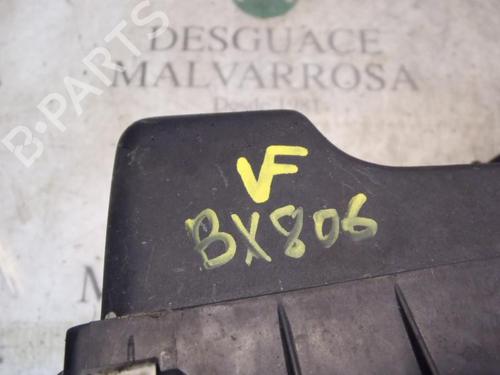 DESGUACE
MALVARROSA
B-PARTS
VF
BX806